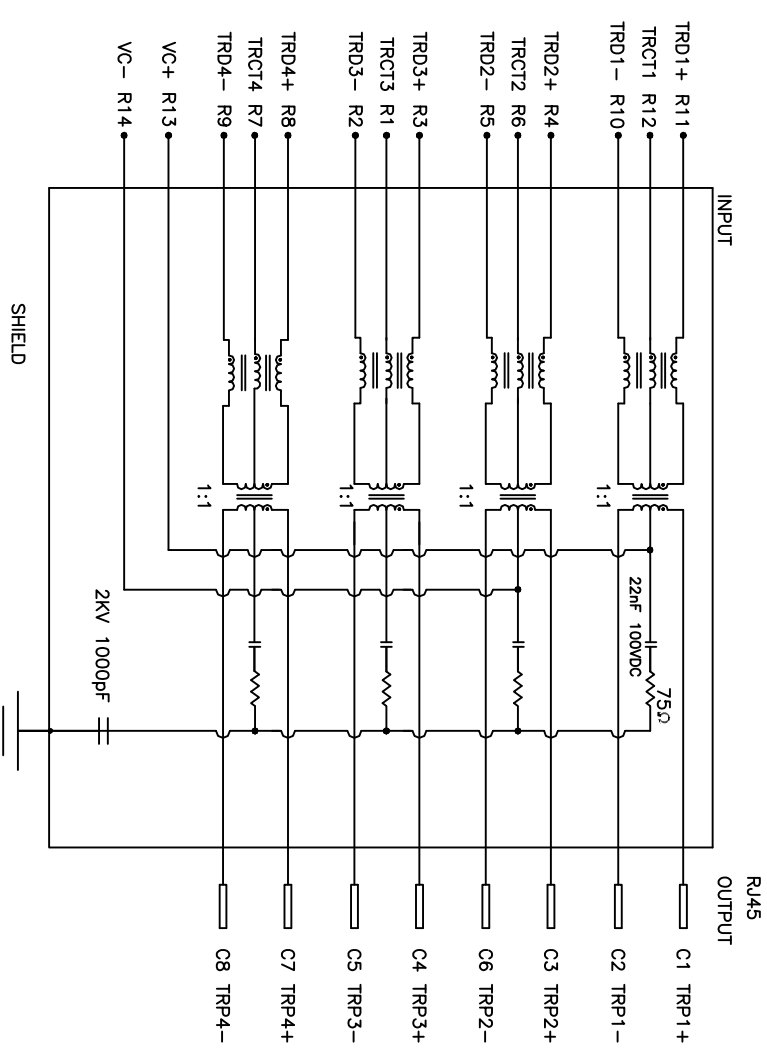 RJ45
INPUT
OUTPUT
TRD1+ R11
C1 TRP1+
TRCT1 R12
22nF 100VDC
75Ω
TRD1- R10
1:1
C2 TRP1-
TRD2+ R4
C3 TRP2+
TRCT2 R6
TRD2- R5
1:1
C6 TRP2-
TRD3+ R3
C4 TRP3+
TRCT3 R1
TRD3- R2
1:1
C5 TRP3-
TRD4+ R8
C7 TRP4+
TRCT4 R7
TRD4- R9
1:1
C8 TRP4-
VC+ R13
VC- R14
2KV 1000pF
SHIELD